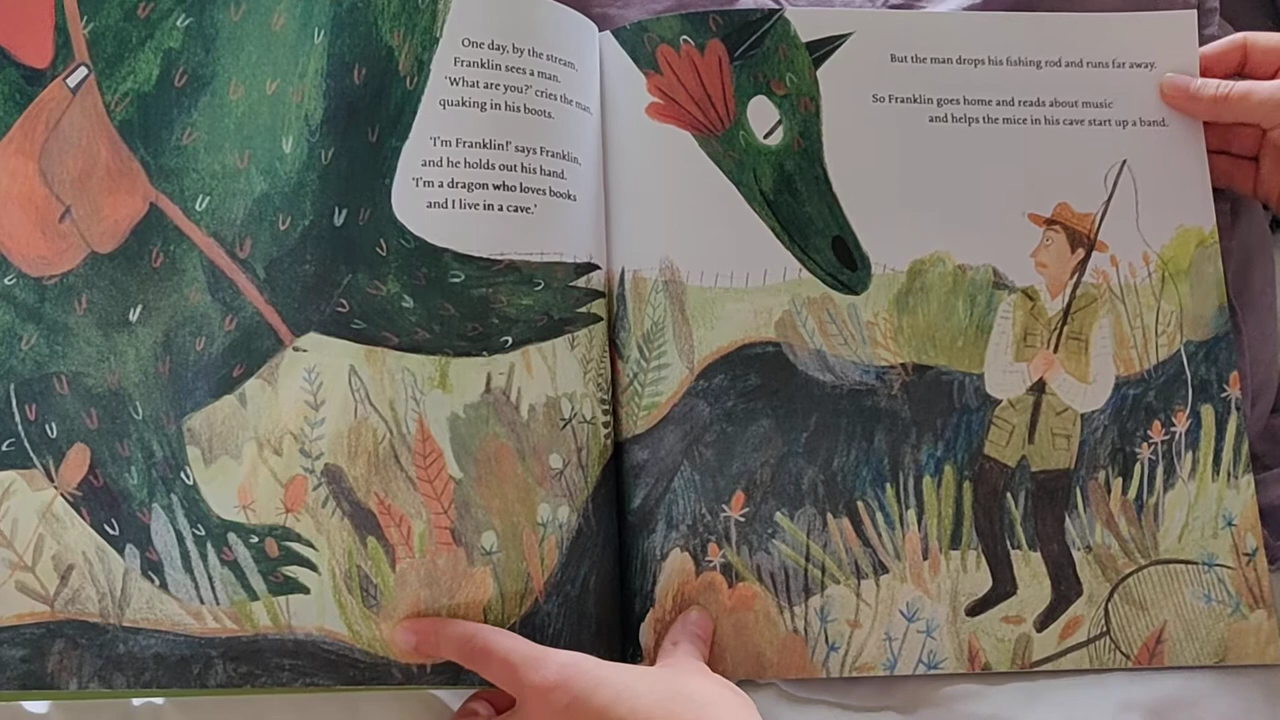 One day, by the stream,
Franklin sees a man.
‘What are you?’ cries the man,
quaking in his boots.
‘I’m Franklin!’ says Franklin,
and he holds out his hand.
‘I’m a dragon who loves books
and I live in a cave.’
But the man drops his fishing rod and runs far away.
So Franklin goes home and reads about music
and helps the mice in his cave start up a band.